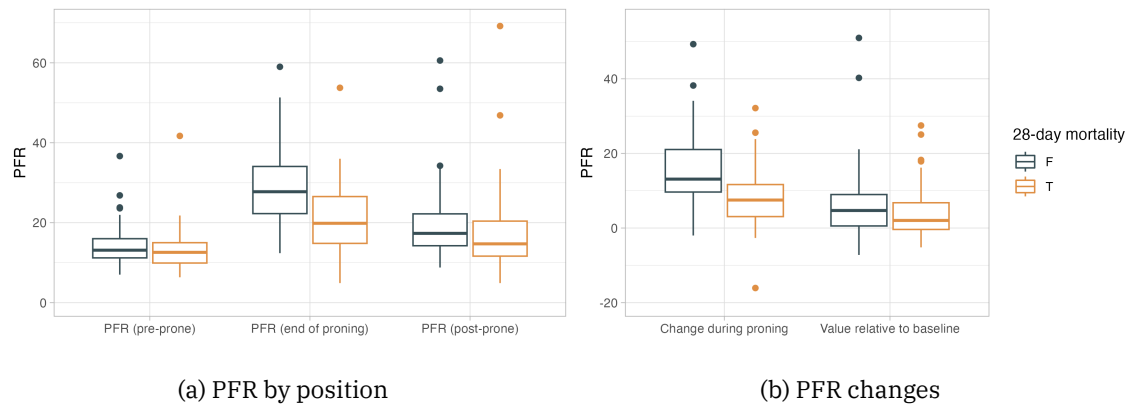 PFR
60
40
20
0
PFR (pre-prone) PFR (end of proning) PFR (post-prone)
(a) PFR by position
PFR
40
20
0
-20
Change during proning Value relative to baseline
(b) PFR changes
28-day mortality
F
T